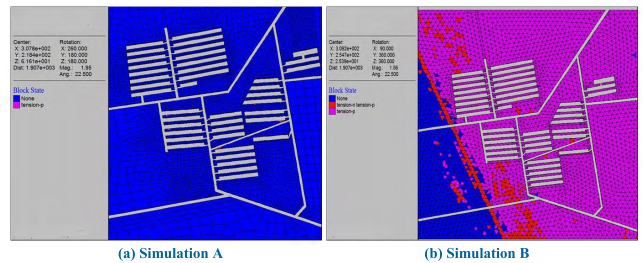 Center: Rotation:
X: 3.078e+002 X: 260.000
Y: 2.184e+002 Y: 180.000
Z: 6.161e+001 Z: 180.000
Dist: 1.907e+003 Mag.: 1.95
Ang.: 22.500
Block State
None
tension-p
Center: Rotation:
X: 3.092e+002 X: 90.000
Y: 2.547e+002 Y: 360.000
Z: 2.539e+001 Z: 360.000
Dist: 1.907e+003 Mag.: 1.95
Ang.: 22.500
Block State
None
tension-n tension-p
tension-p
(a) Simulation A
(b) Simulation B